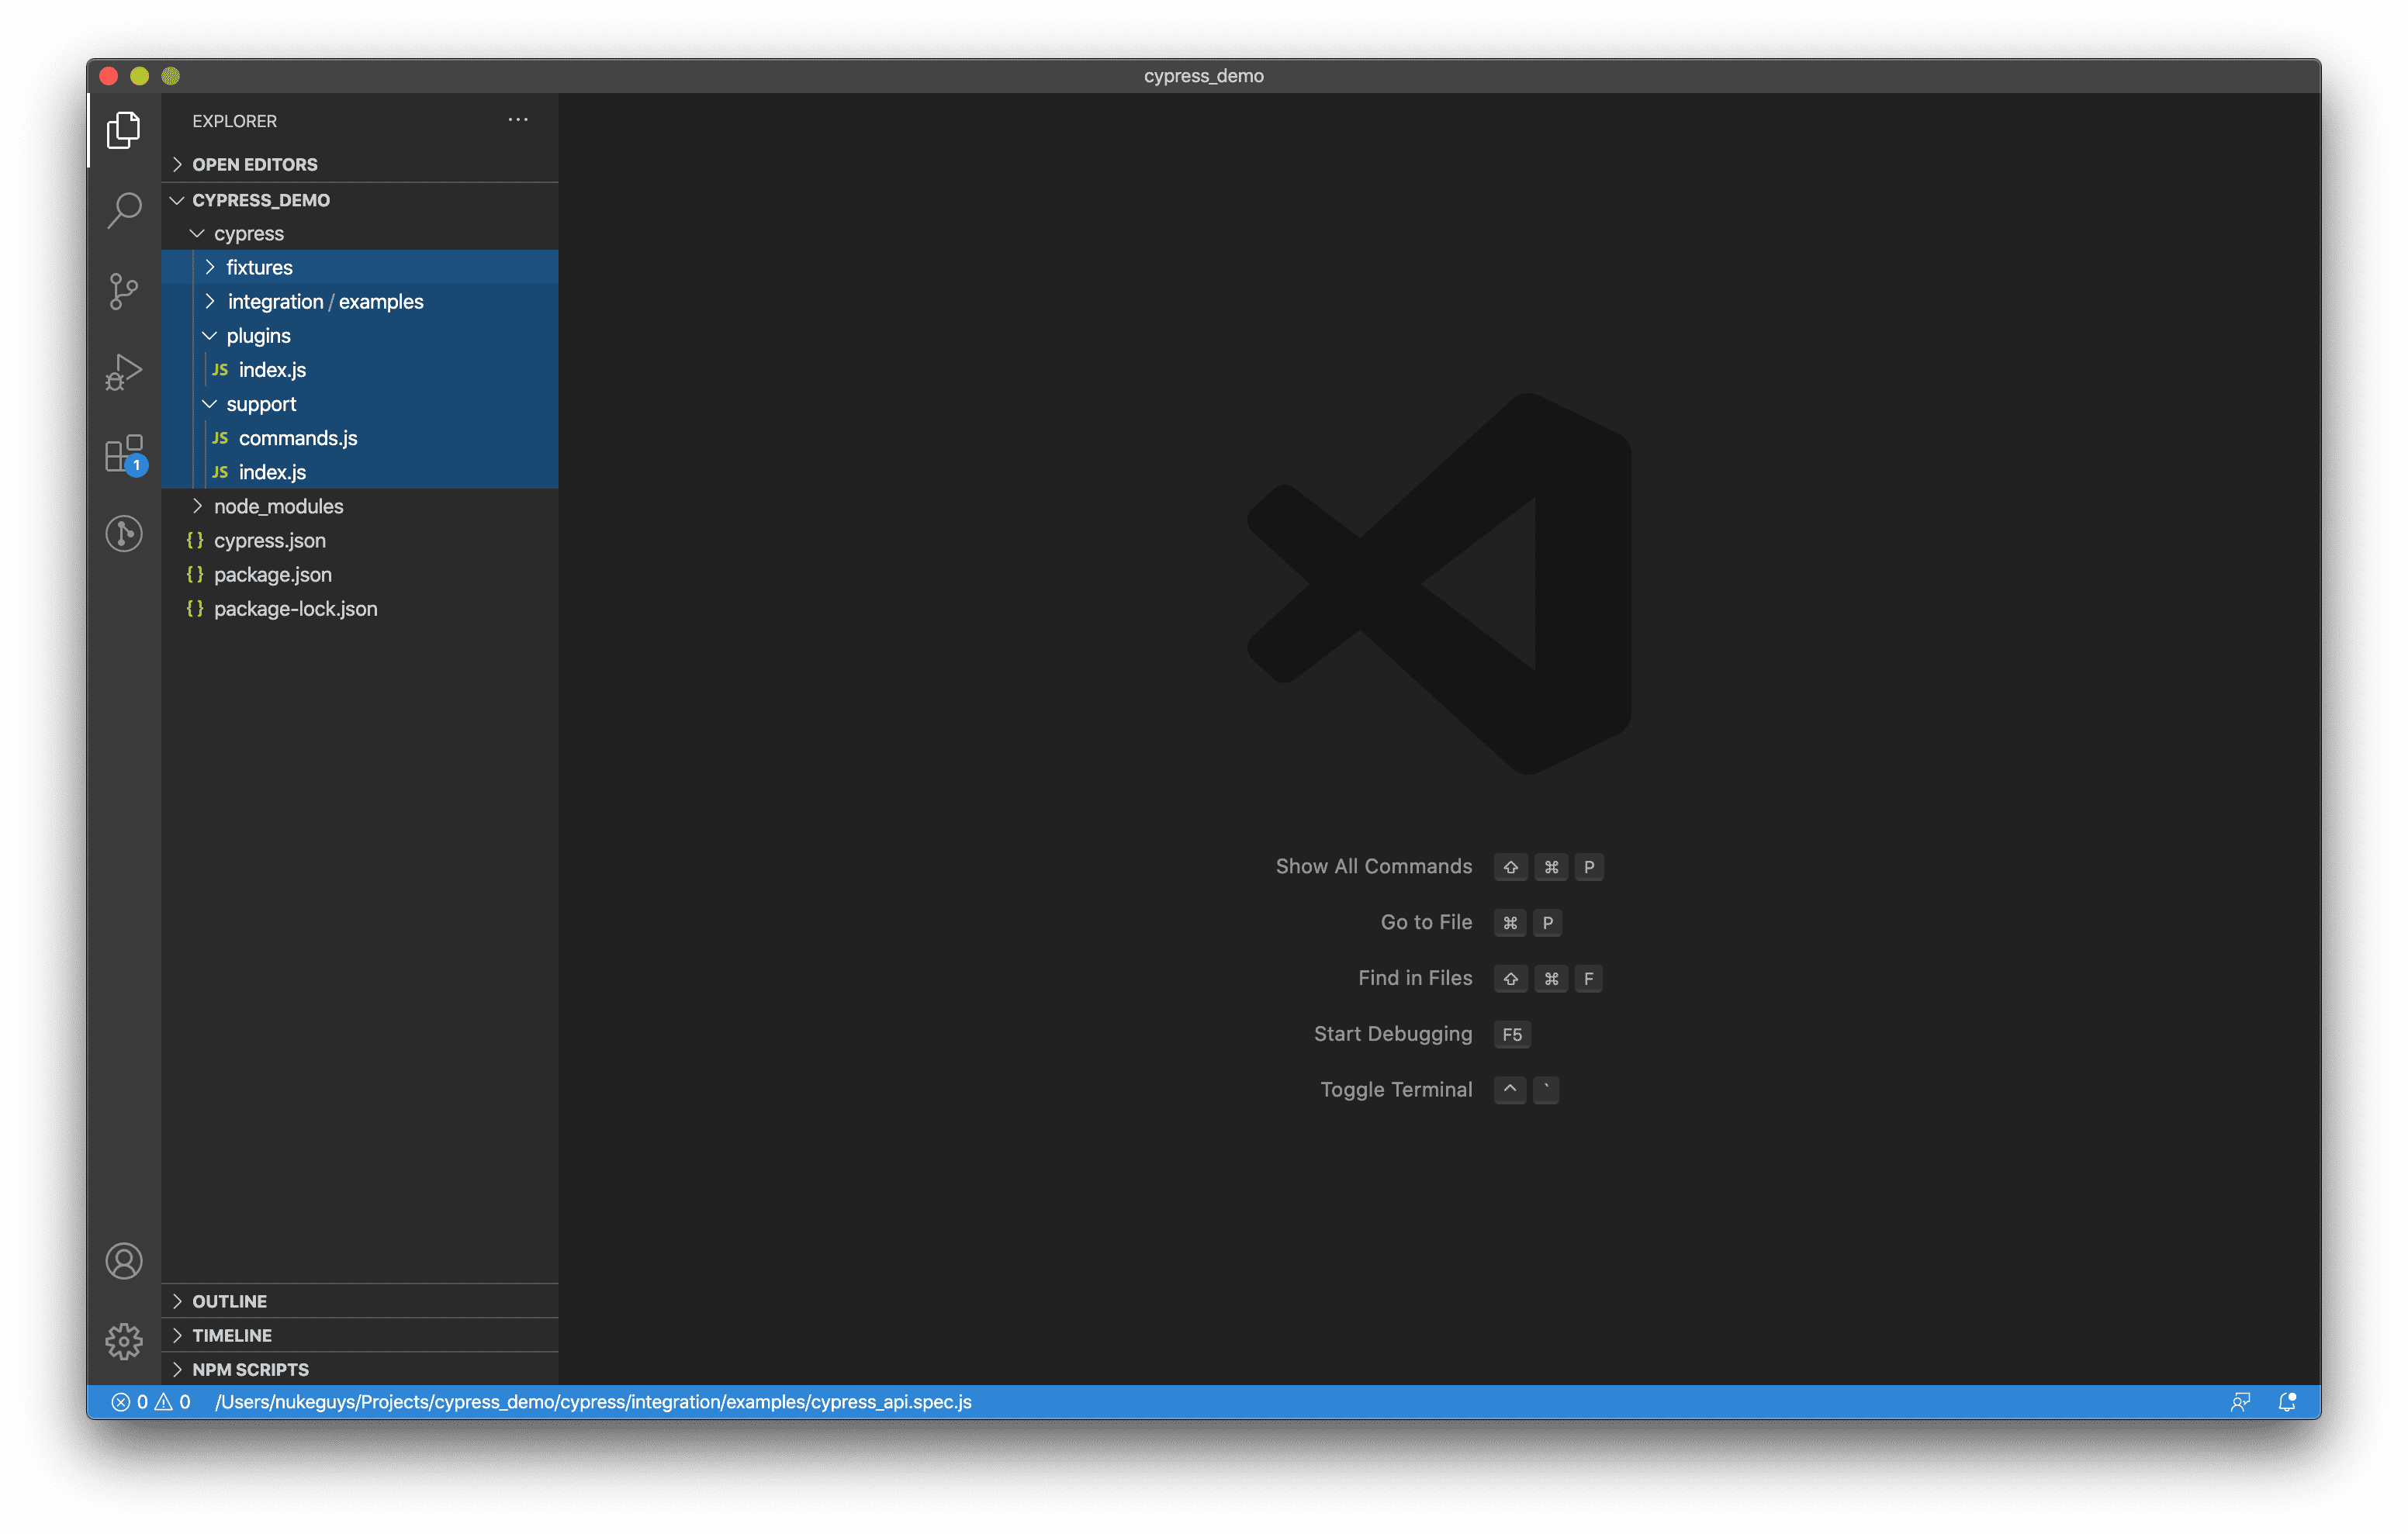 cypress_demo
EXPLORER
OPEN EDITORS
CYPRESS_DEMO
cypress
fixtures
integration / examples
plugins
JS index.js
support
JS commands.js
JS index.js
node_modules
{} cypress.json
{} package.json
{} package-lock.json
1
OUTLINE
TIMELINE
NPM SCRIPTS
Show All Commands ⇧ ⌘ P
Go to File ⌘ P
Find in Files ⇧ ⌘ F
Start Debugging F5
Toggle Terminal ^ `
0 0 /Users/nukeguys/Projects/cypress_demo/cypress/integration/examples/cypress_api.spec.js